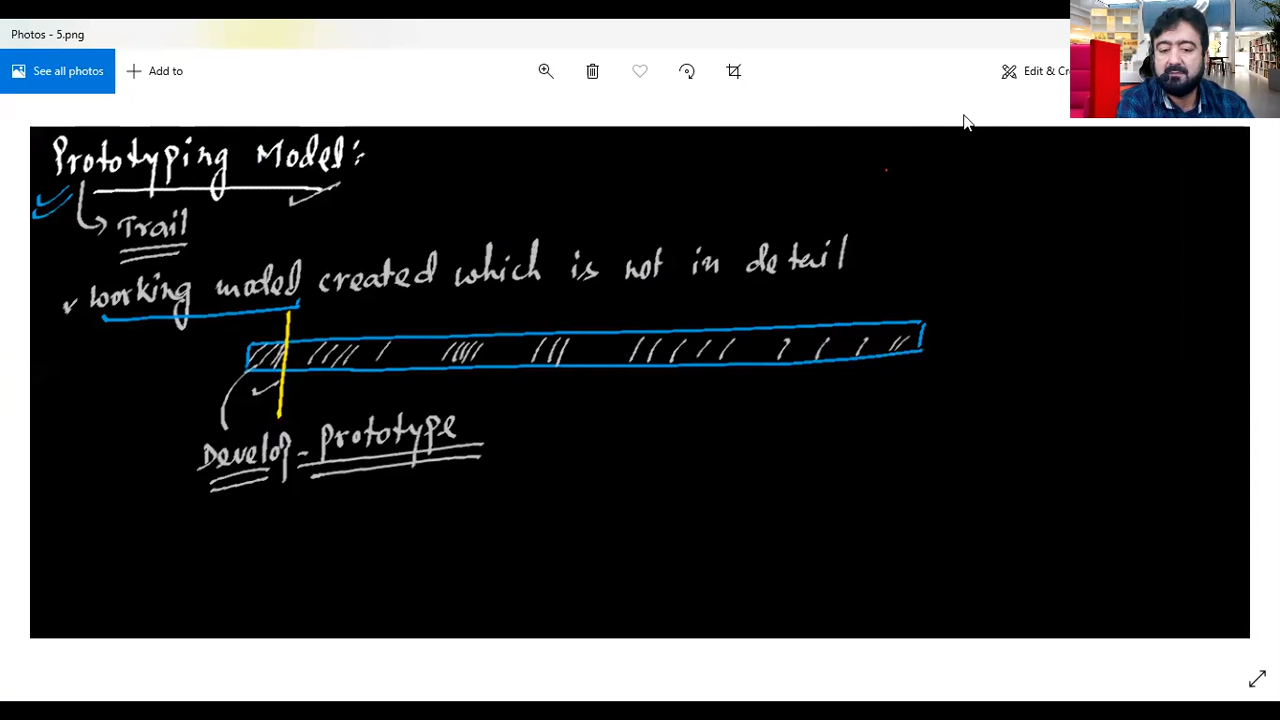 Photos - 5.png
See all photos
Add to
Edit & Cr
Prototyping Model:
Trail
Working model created which is not in detail
Develop - Prototype